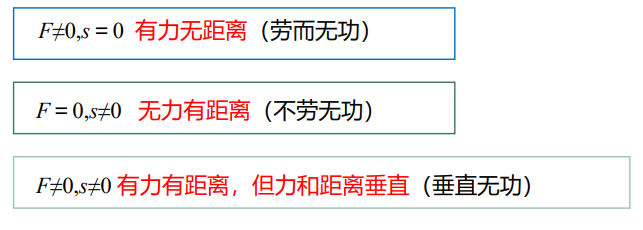 F≠0,s = 0 有力无距离（劳而无功）
F = 0,s≠0 无力有距离（不劳无功）
F≠0,s≠0 有力有距离，但力和距离垂直（垂直无功）